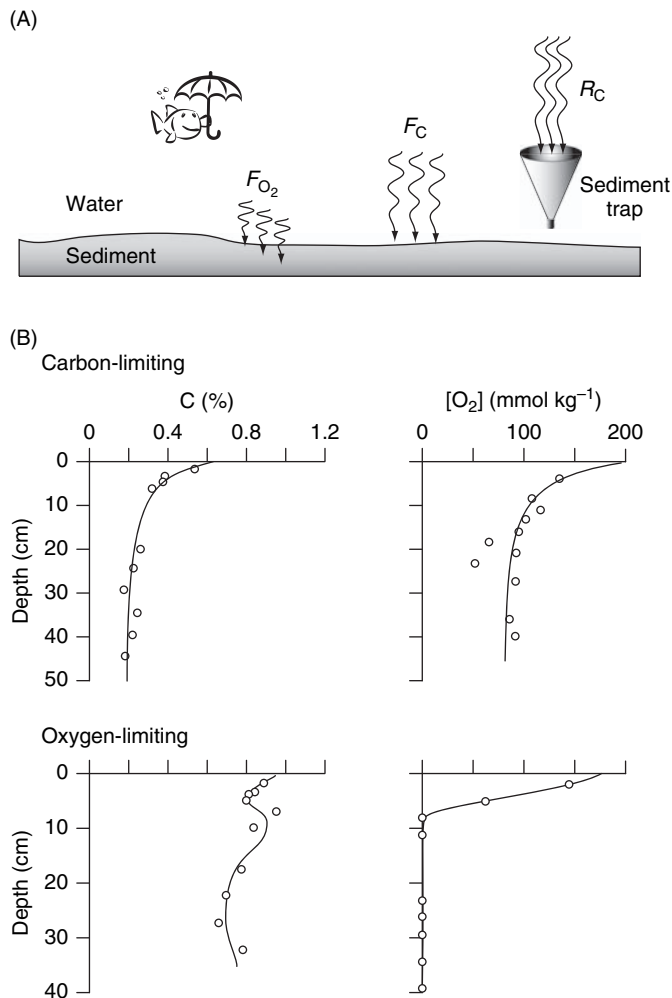 (A)
R_C
F_C
F_O₂
Water
Sediment trap
Sediment
(B)
Carbon-limiting
C (%)
[O₂] (mmol kg⁻¹)
0 0.4 0.8 1.2
0 100 200
0
10
20
30
40
50
Depth (cm)
Oxygen-limiting
0
10
20
30
40
Depth (cm)